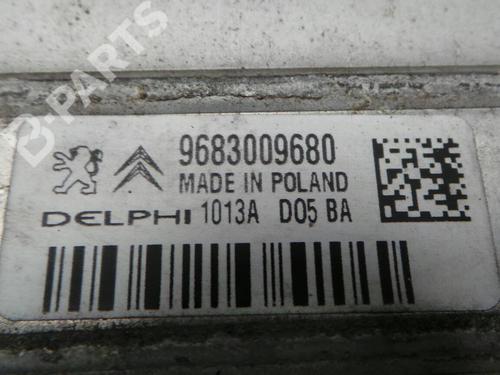 B-PARTS
9683009680
MADE IN POLAND
DELPHI 1013A D05 BA